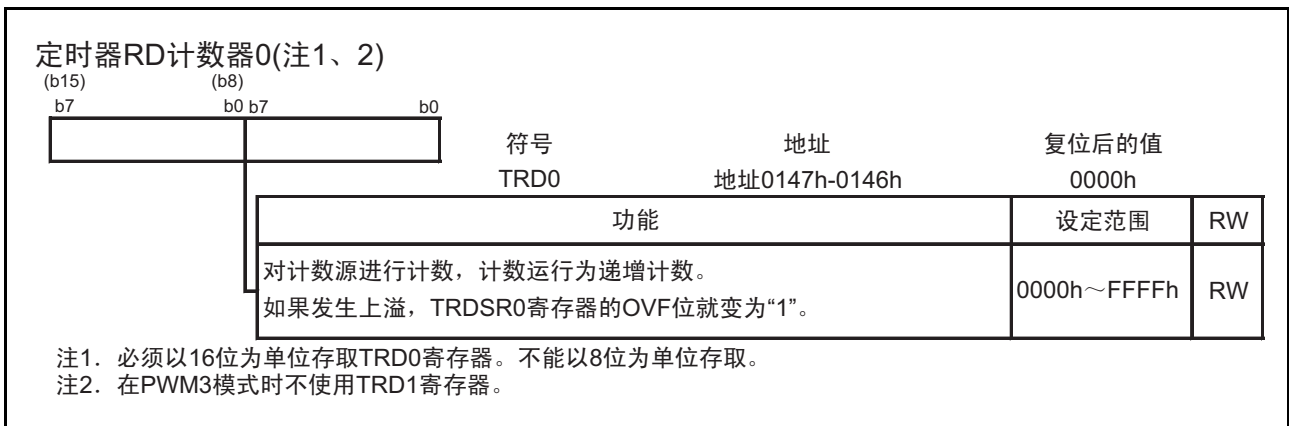 定时器RD计数器0(注1、2)
(b15) (b8)
b7 b0 b7 b0
符号 地址 复位后的值
TRD0 地址0147h-0146h 0000h
功能 设定范围 RW
对计数源进行计数，计数运行为递增计数。
如果发生上溢，TRDSR0寄存器的OVF位就变为“1”。
0000h～FFFFh RW
注1．必须以16位为单位存取TRD0寄存器。不能以8位为单位存取。
注2．在PWM3模式时不使用TRD1寄存器。